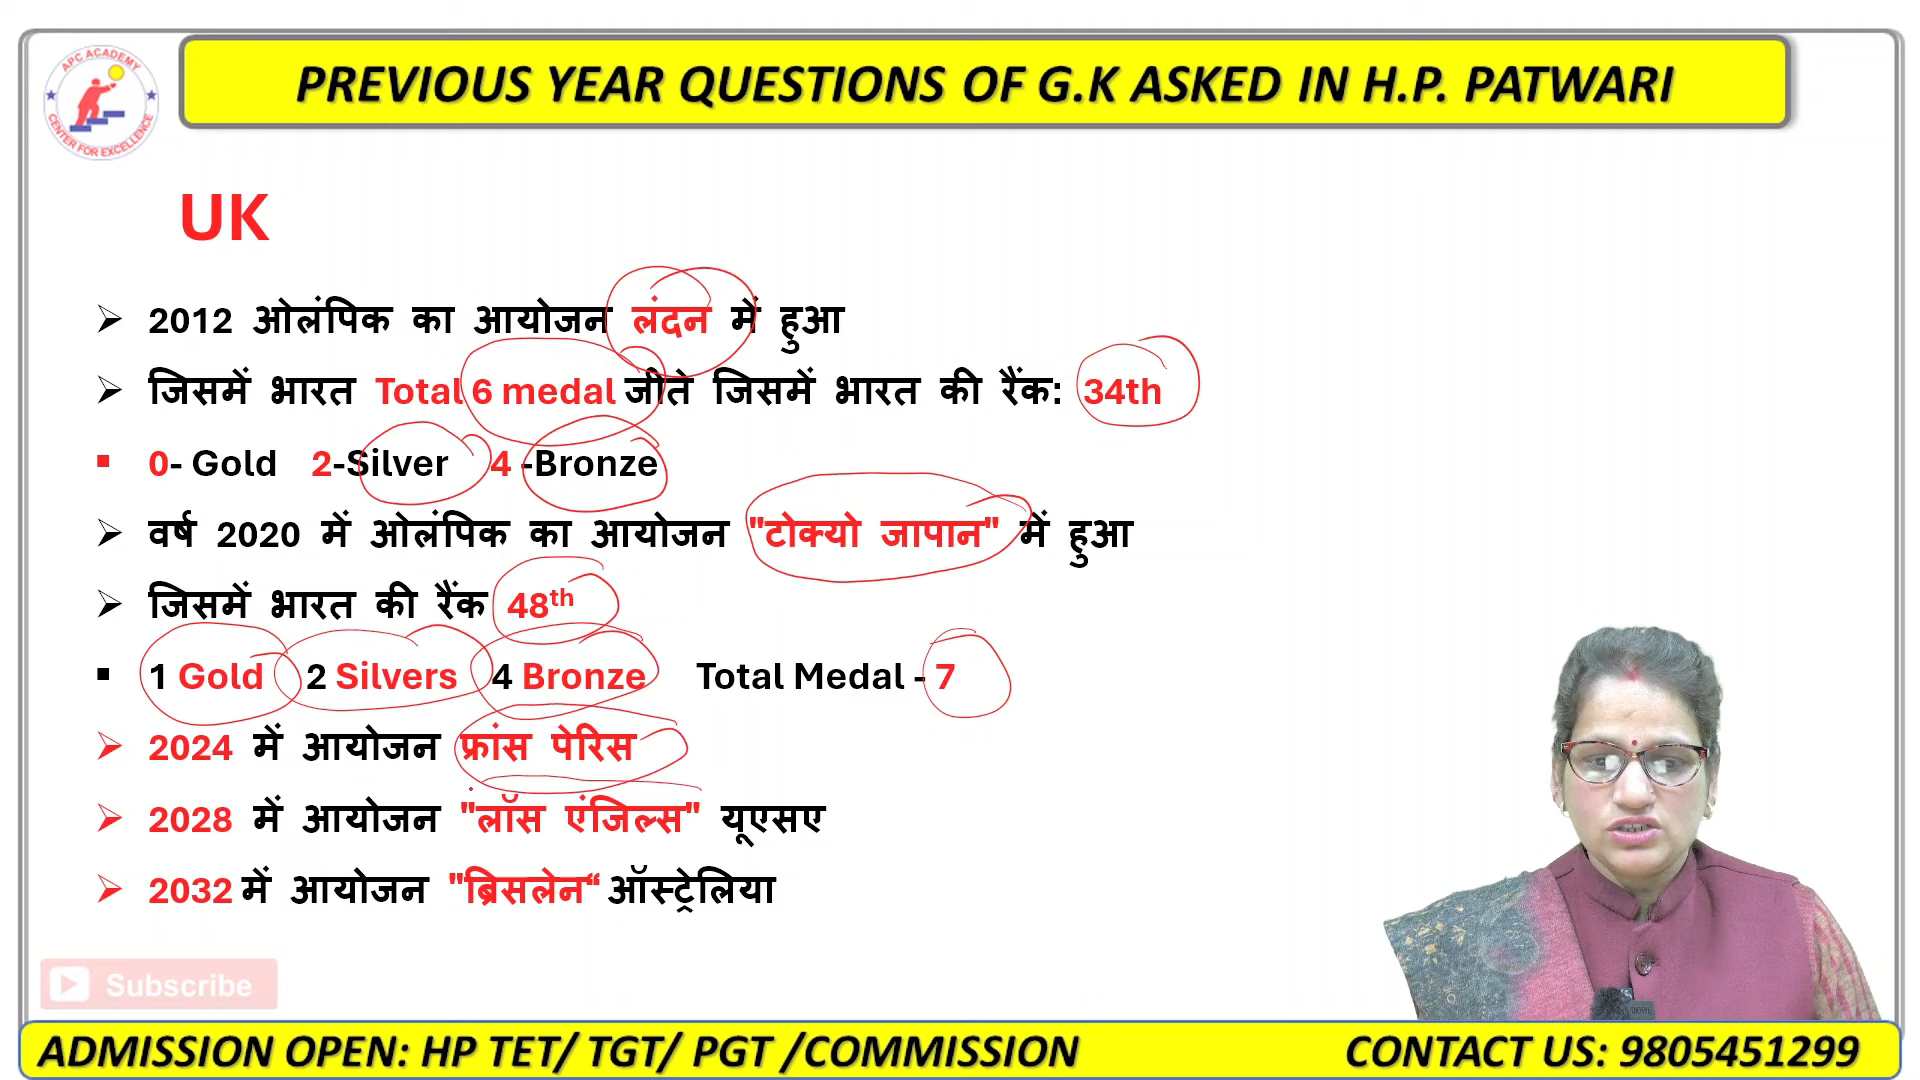 APC ACADEMY
CENTER FOR EXCELLENCE
PREVIOUS YEAR QUESTIONS OF G.K ASKED IN H.P. PATWARI
UK
2012 ओलंपिक का आयोजन लंदन में हुआ
जिसमें भारत Total 6 medal जीते जिसमें भारत की रैंक: 34th
0- Gold 2-Silver 4 -Bronze
वर्ष 2020 में ओलंपिक का आयोजन "टोक्यो जापान" में हुआ
जिसमें भारत की रैंक 48th
1 Gold 2 Silvers 4 Bronze Total Medal - 7
2024 में आयोजन फ्रांस पेरिस
2028 में आयोजन "लॉस एंजिल्स" यूएसए
2032 में आयोजन "ब्रिसलेन“ ऑस्ट्रेलिया
Subscribe
ADMISSION OPEN: HP TET/ TGT/ PGT /COMMISSION CONTACT US: 9805451299